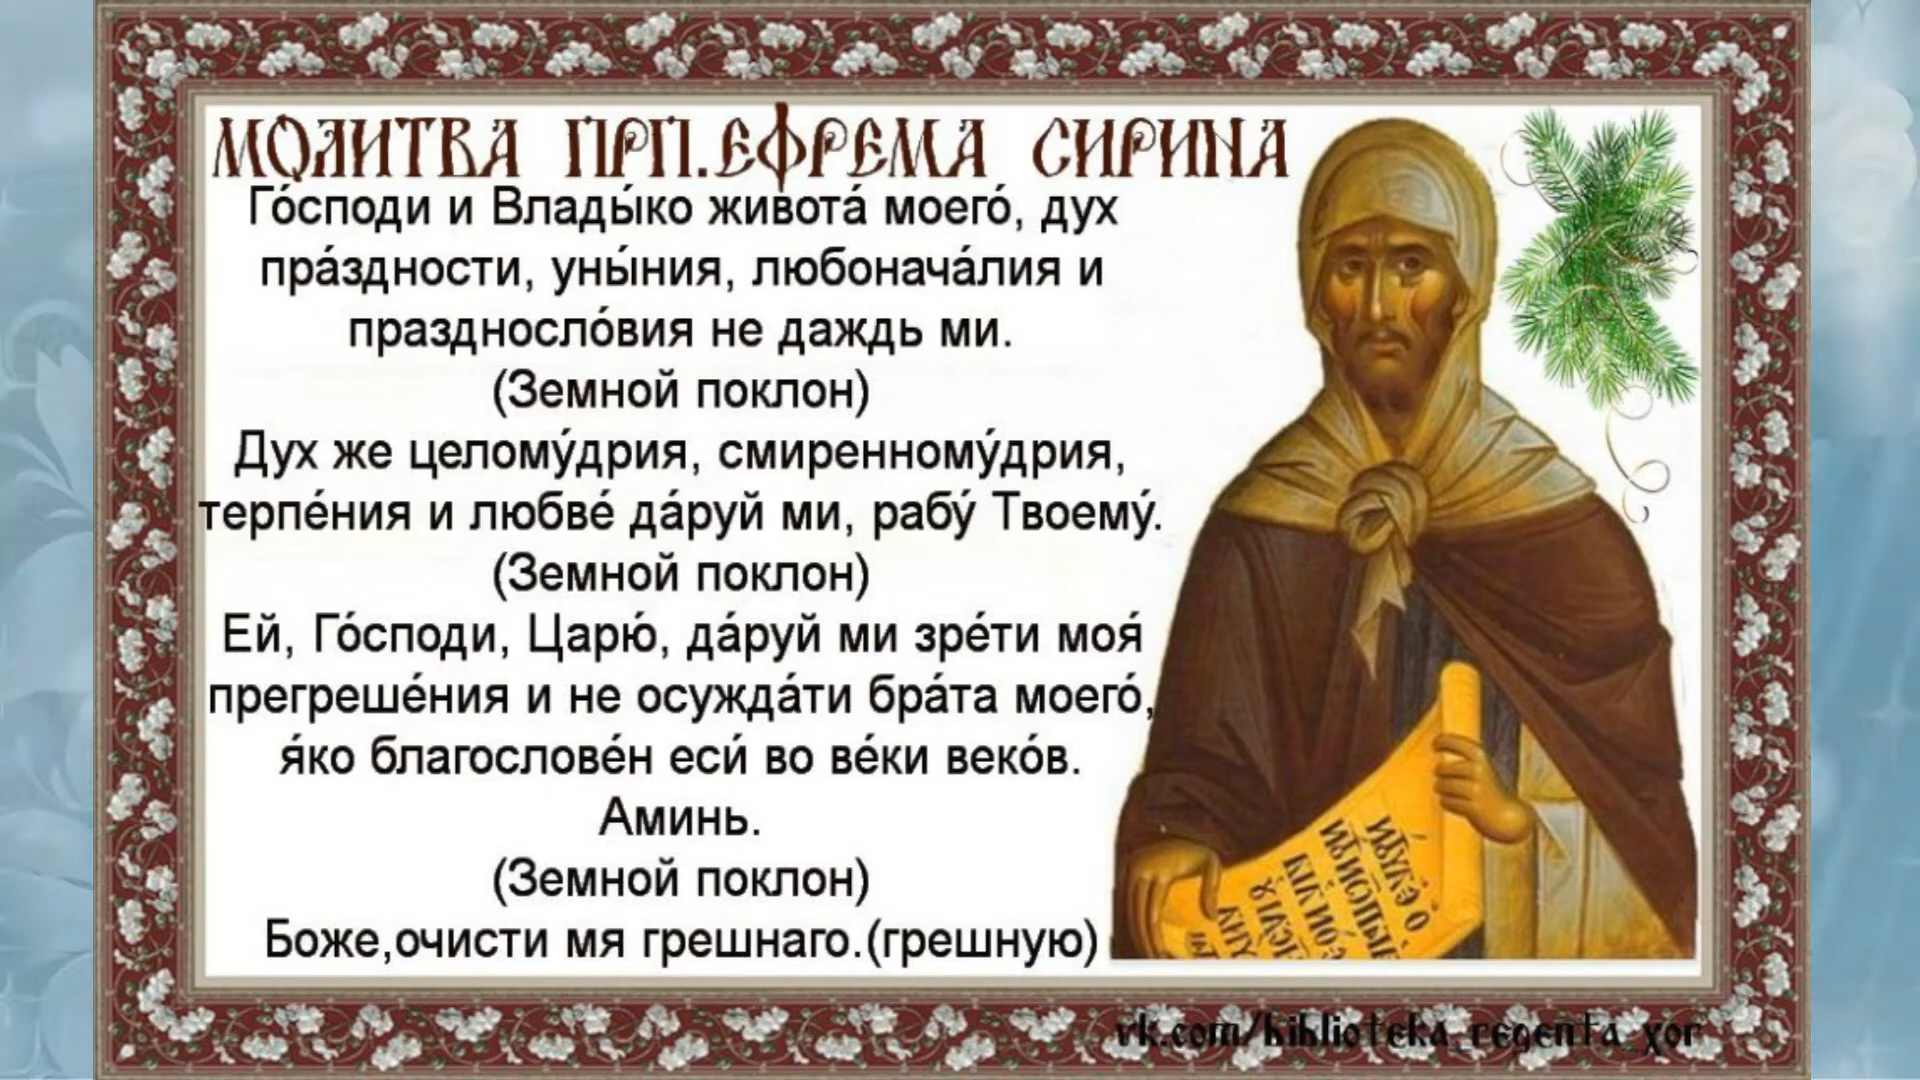 МОЛИТВА ПРП.ЕФРЕМА СИРИНА
Го́споди и Влады́ко живота́ моего́, дух
пра́здности, уны́ния, любонача́лия и
праздносло́вия не даждь ми.
(Земной поклон)
Дух же целому́дрия, смиренному́дрия,
терпе́ния и любве́ да́руй ми, рабу́ Твоему́.
(Земной поклон)
Ей, Го́споди, Царю́, да́руй ми зре́ти моя́
прегреше́ния и не осужда́ти бра́та моего́,
я́ко благослове́н еси́ во ве́ки веко́в.
Аминь.
(Земной поклон)
Боже,очисти мя грешнаго.(грешную)
vk.com/biblioteka_regenta_xor